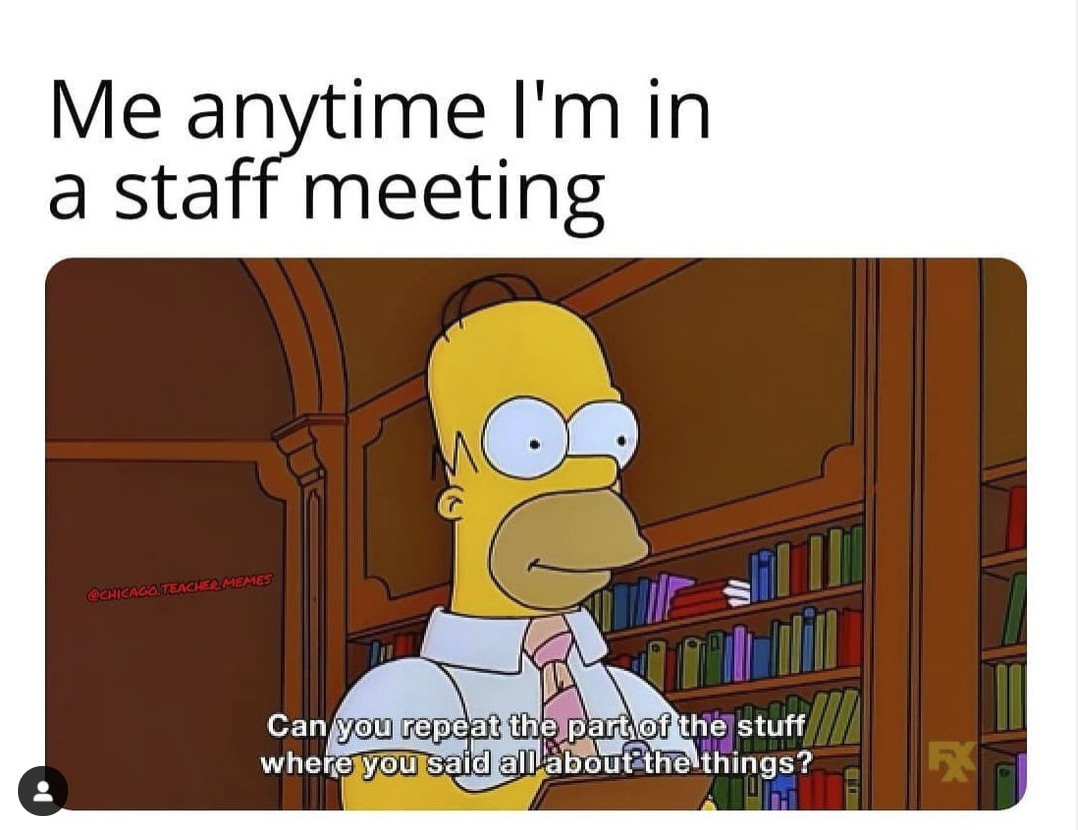 Me anytime I'm in
a staff meeting
@CHICAGO.TEACHER.MEMES
Can you repeat the part of the stuff
where you said all about the things?
FXX